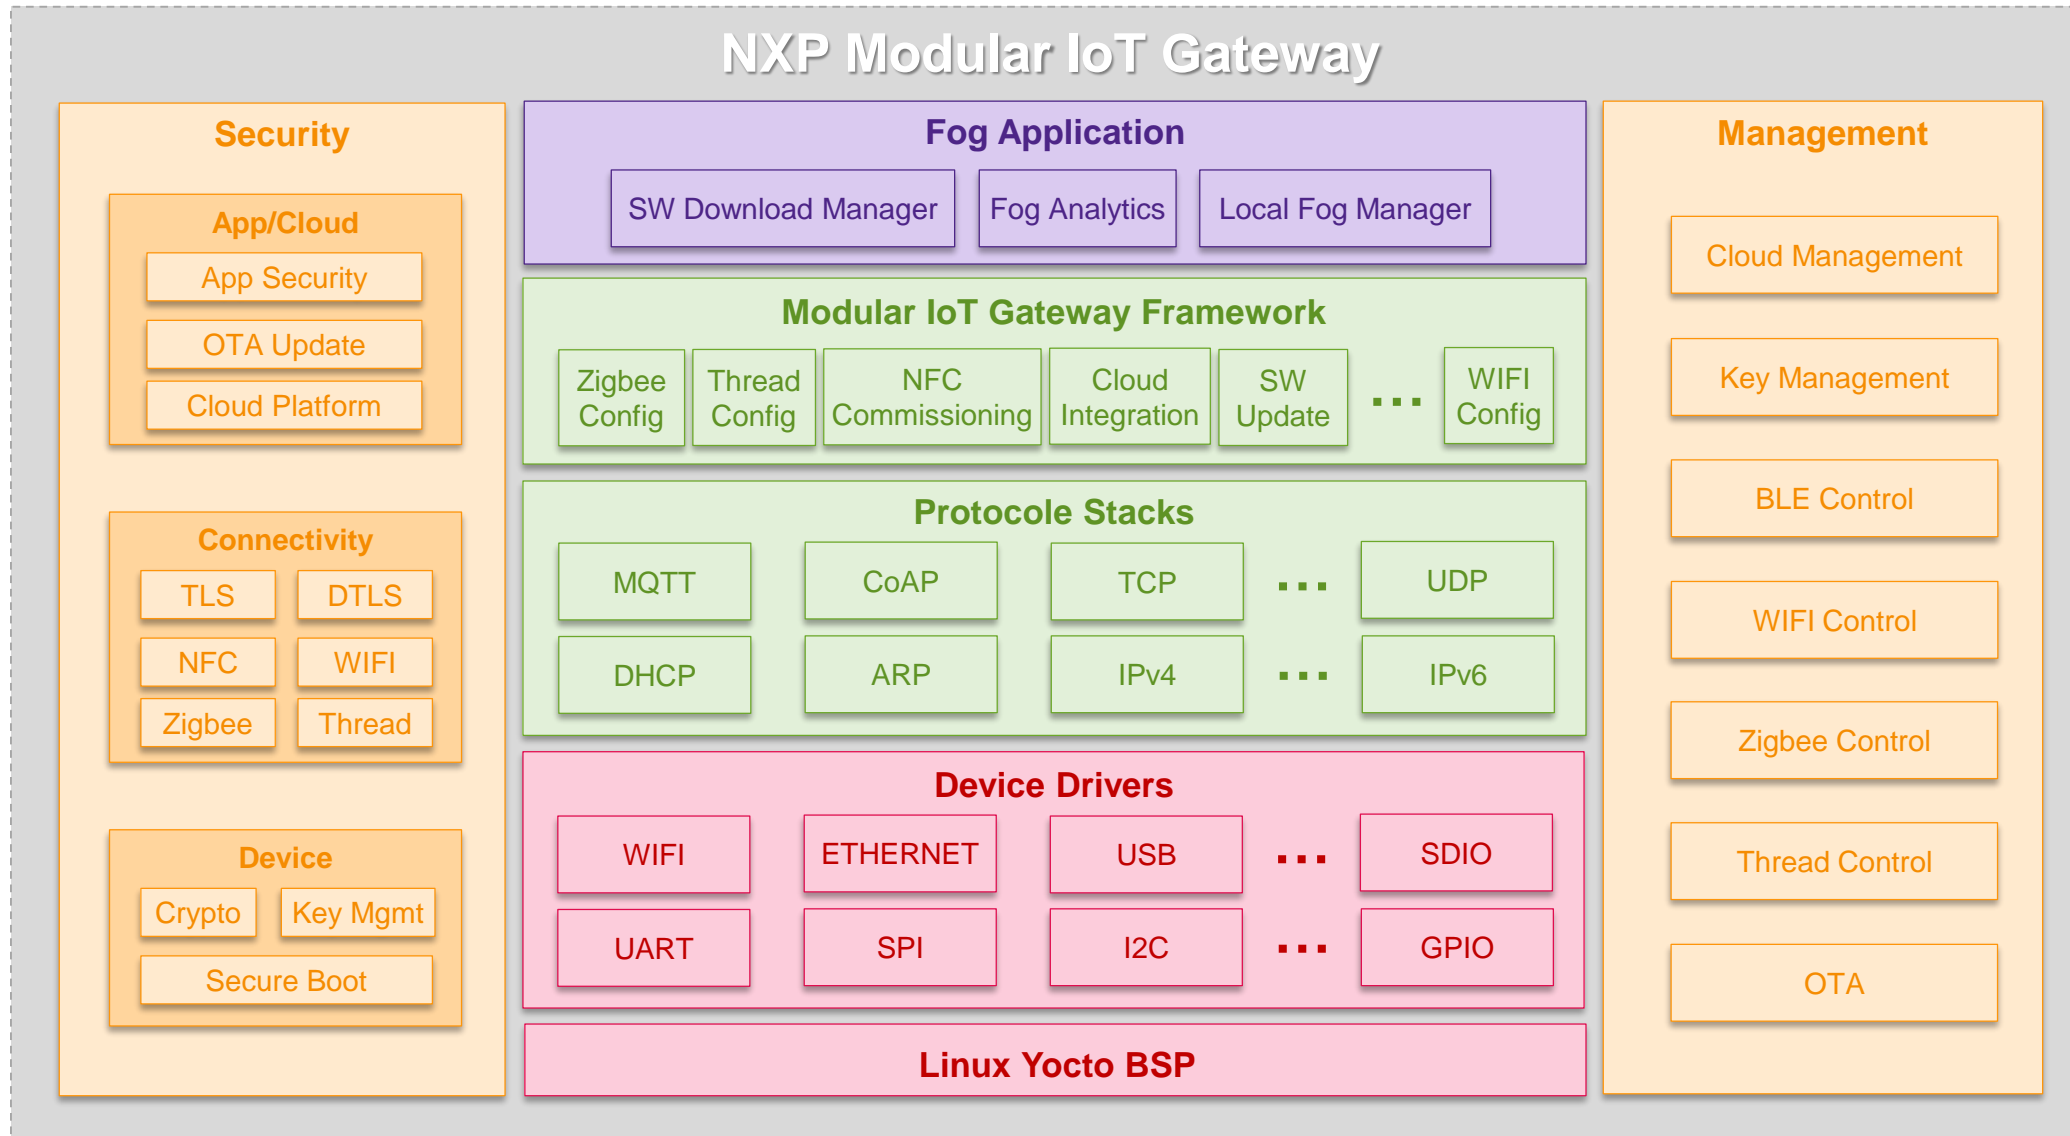 NXP Modular IoT Gateway
Security
App/Cloud
App Security
OTA Update
Cloud Platform
Connectivity
TLS
DTLS
NFC
WIFI
Zigbee
Thread
Device
Crypto
Key Mgmt
Secure Boot
Fog Application
SW Download Manager
Fog Analytics
Local Fog Manager
Modular IoT Gateway Framework
Zigbee
Config
Thread
Config
NFC
Commissioning
Cloud
Integration
SW
Update
...
WIFI
Config
Protocole Stacks
MQTT
CoAP
TCP
...
UDP
DHCP
ARP
IPv4
...
IPv6
Device Drivers
WIFI
ETHERNET
USB
...
SDIO
UART
SPI
I2C
...
GPIO
Linux Yocto BSP
Management
Cloud Management
Key Management
BLE Control
WIFI Control
Zigbee Control
Thread Control
OTA